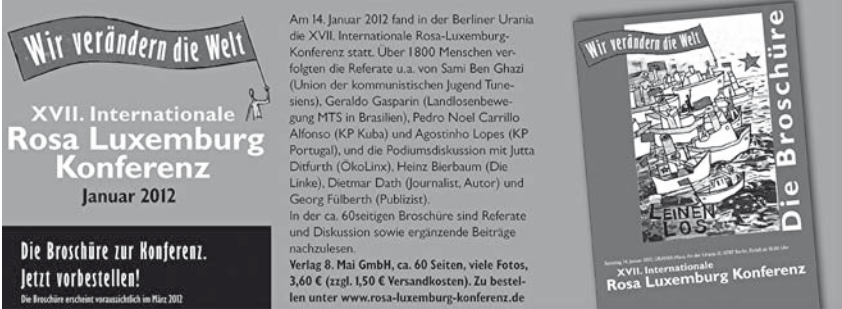 Wir verändern die Welt
XVII. Internationale
Rosa Luxemburg
Konferenz
Januar 2012
Die Broschüre zur Konferenz.
Jetzt vorbestellen!
Die Broschüre erscheint voraussichtlich im März 2012
Am 14. Januar 2012 fand in der Berliner Urania
die XVII. Internationale Rosa-Luxemburg-
Konferenz statt. Über 1800 Menschen ver-
folgten die Referate u.a. von Sami Ben Ghazi
(Union der kommunistischen Jugend Tune-
siens), Geraldo Gasparin (Landlosenbewe-
gung MTS in Brasilien), Pedro Noel Carrillo
Alfonso (KP Kuba) und Agostinho Lopes (KP
Portugal), und die Podiumsdiskussion mit Jutta
Ditfurth (ÖkoLinx), Heinz Bierbaum (Die
Linke), Dietmar Dath (Journalist, Autor) und
Georg Fülberth (Publizist).
In der ca. 60seitigen Broschüre sind Referate
und Diskussion sowie ergänzende Beiträge
nachzulesen.
Verlag 8. Mai GmbH, ca. 60 Seiten, viele Fotos,
3,60 € (zzgl. 1,50 € Versandkosten). Zu bestel-
len unter www.rosa-luxemburg-konferenz.de
Wir verändern die Welt
Die Broschüre
LEINEN
LOS
XVII. Internationale
Rosa Luxemburg Konferenz